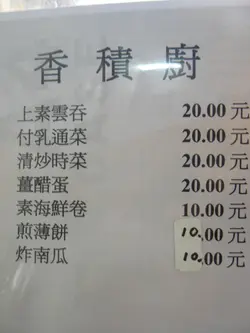 香積廚
上素雲吞 20.00元
付乳通菜 20.00元
清炒時菜 20.00元
薑醋蛋 20.00元
素海鮮卷 10.00元
煎薄餅 10.00元
炸南瓜 10.00元